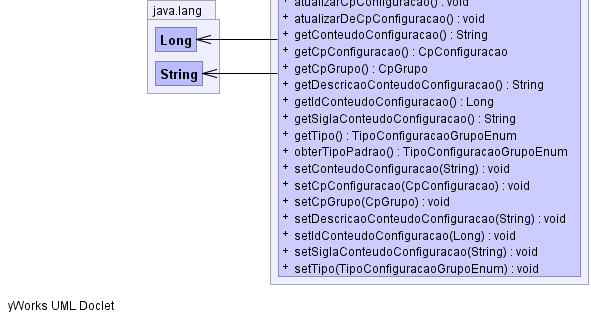 java.lang
Long
String
+ atualizarCpConfiguracao() : void
+ atualizarDeCpConfiguracao() : void
+ getConteudoConfiguracao() : String
+ getCpConfiguracao() : CpConfiguracao
+ getCpGrupo() : CpGrupo
+ getDescricaoConteudoConfiguracao() : String
+ getIdConteudoConfiguracao() : Long
+ getSiglaConteudoConfiguracao() : String
+ getTipo() : TipoConfiguracaoGrupoEnum
+ obterTipoPadrao() : TipoConfiguracaoGrupoEnum
+ setConteudoConfiguracao(String) : void
+ setCpConfiguracao(CpConfiguracao) : void
+ setCpGrupo(CpGrupo) : void
+ setDescricaoConteudoConfiguracao(String) : void
+ setIdConteudoConfiguracao(Long) : void
+ setSiglaConteudoConfiguracao(String) : void
+ setTipo(TipoConfiguracaoGrupoEnum) : void
yWorks UML Doclet